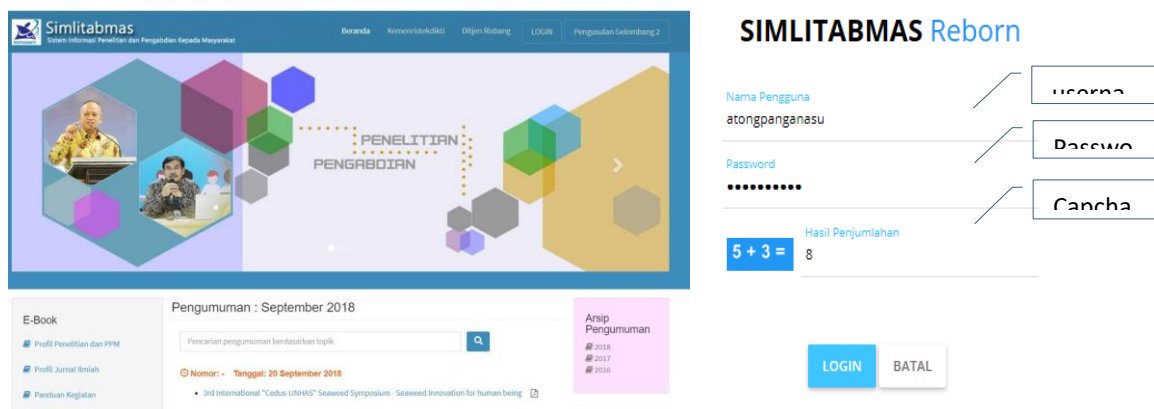 Simlitabmas
Sistem Informasi Penelitian dan Pengabdian Kepada Masyarakat
Beranda Kemenristekdikti Ditjen Risbang LOGIN Pengusulan Gelombang 2
PENELITIAN
PENGABDIAN
E-Book
Profil Penelitian dan PPM
Profil Jurnal Ilmiah
Panduan Kegiatan
Pengumuman : September 2018
Pencarian pengumuman berdasarkan topik
Nomor: - Tanggal: 20 September 2018
3rd International "Cedus-UNHAS" Seaweed Symposium - Seaweed Innovation for human being
Arsip
Pengumuman
2018
2017
2016
SIMLITABMAS Reborn
Nama Pengguna
atongpanganasu
userna
Password
••••••••••
Passwo
Capcha
Hasil Penjumlahan
5 + 3 = 8
LOGIN BATAL